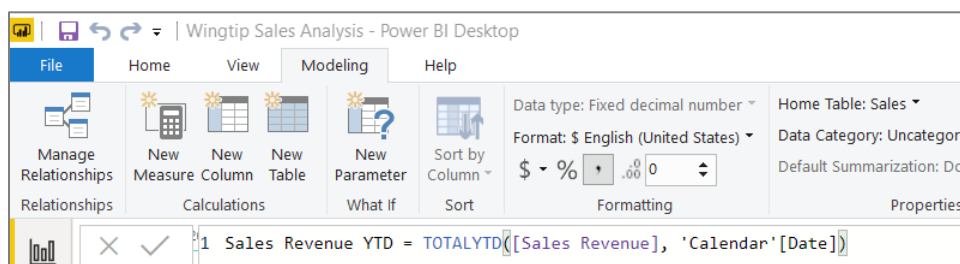 Wingtip Sales Analysis - Power BI Desktop
File Home View Modeling Help
Manage Relationships
New Measure
New Column
New Table
New Parameter
Sort by Column
Data type: Fixed decimal number
Format: $ English (United States)
$ % , .00 0
Home Table: Sales
Data Category: Uncategor
Default Summarization: Do
Relationships Calculations What If Sort Formatting Properties
1 Sales Revenue YTD = TOTALYTD([Sales Revenue], 'Calendar'[Date])